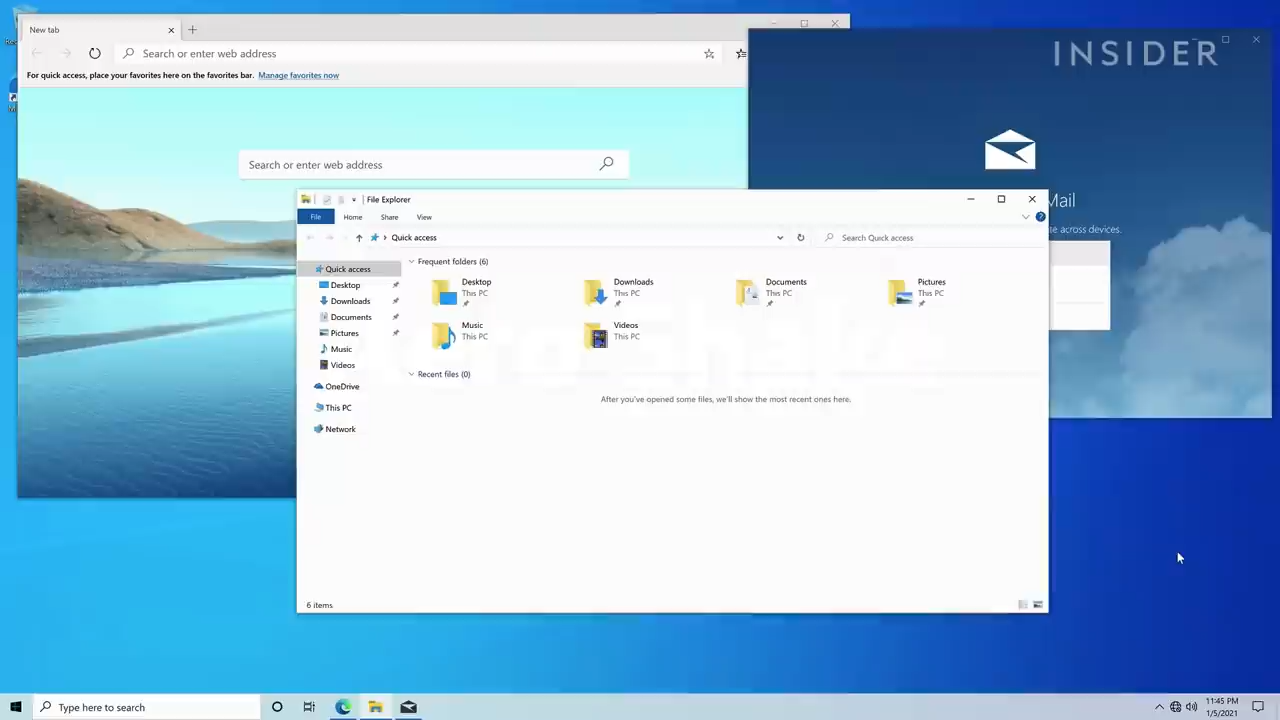 New tab
Search or enter web address
For quick access, place your favorites here on the favorites bar. Manage favorites now
Search or enter web address
INSIDER
Mail
se across devices.
File Explorer
File Home Share View
Quick access
Search Quick access
Quick access
Desktop
Downloads
Documents
Pictures
Music
Videos
OneDrive
This PC
Network
Frequent folders (6)
Desktop
This PC
Downloads
This PC
Documents
This PC
Pictures
This PC
Music
This PC
Videos
This PC
Recent files (0)
After you've opened some files, we'll show the most recent ones here.
6 items
Type here to search
11:45 PM
1/5/2021